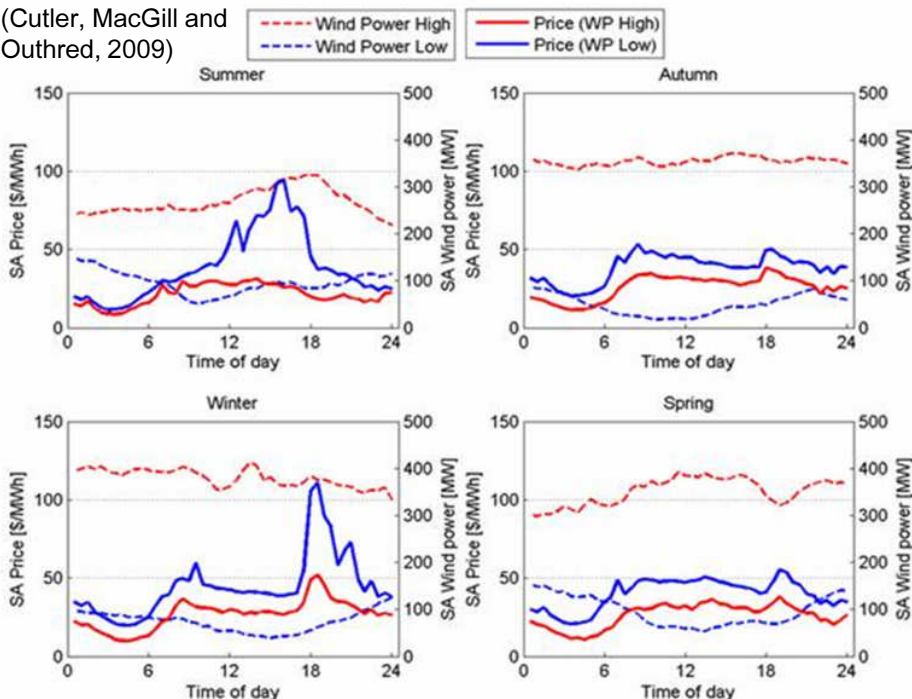 (Cutler, MacGill and
Outhred, 2009)
Wind Power High
Wind Power Low
Price (WP High)
Price (WP Low)
Summer
SA Price [$/MWh]
150
100
50
0
0 6 12 18 24
Time of day
500
400
300
200
100
0
SA Wind power [MW]
Autumn
SA Price [$/MWh]
150
100
50
0
0 6 12 18 24
Time of day
500
400
300
200
100
0
SA Wind power [MW]
Winter
SA Price [$/MWh]
150
100
50
0
0 6 12 18 24
Time of day
500
400
300
200
100
0
SA Wind power [MW]
Spring
SA Price [$/MWh]
150
100
50
0
0 6 12 18 24
Time of day
500
400
300
200
100
0
SA Wind power [MW]